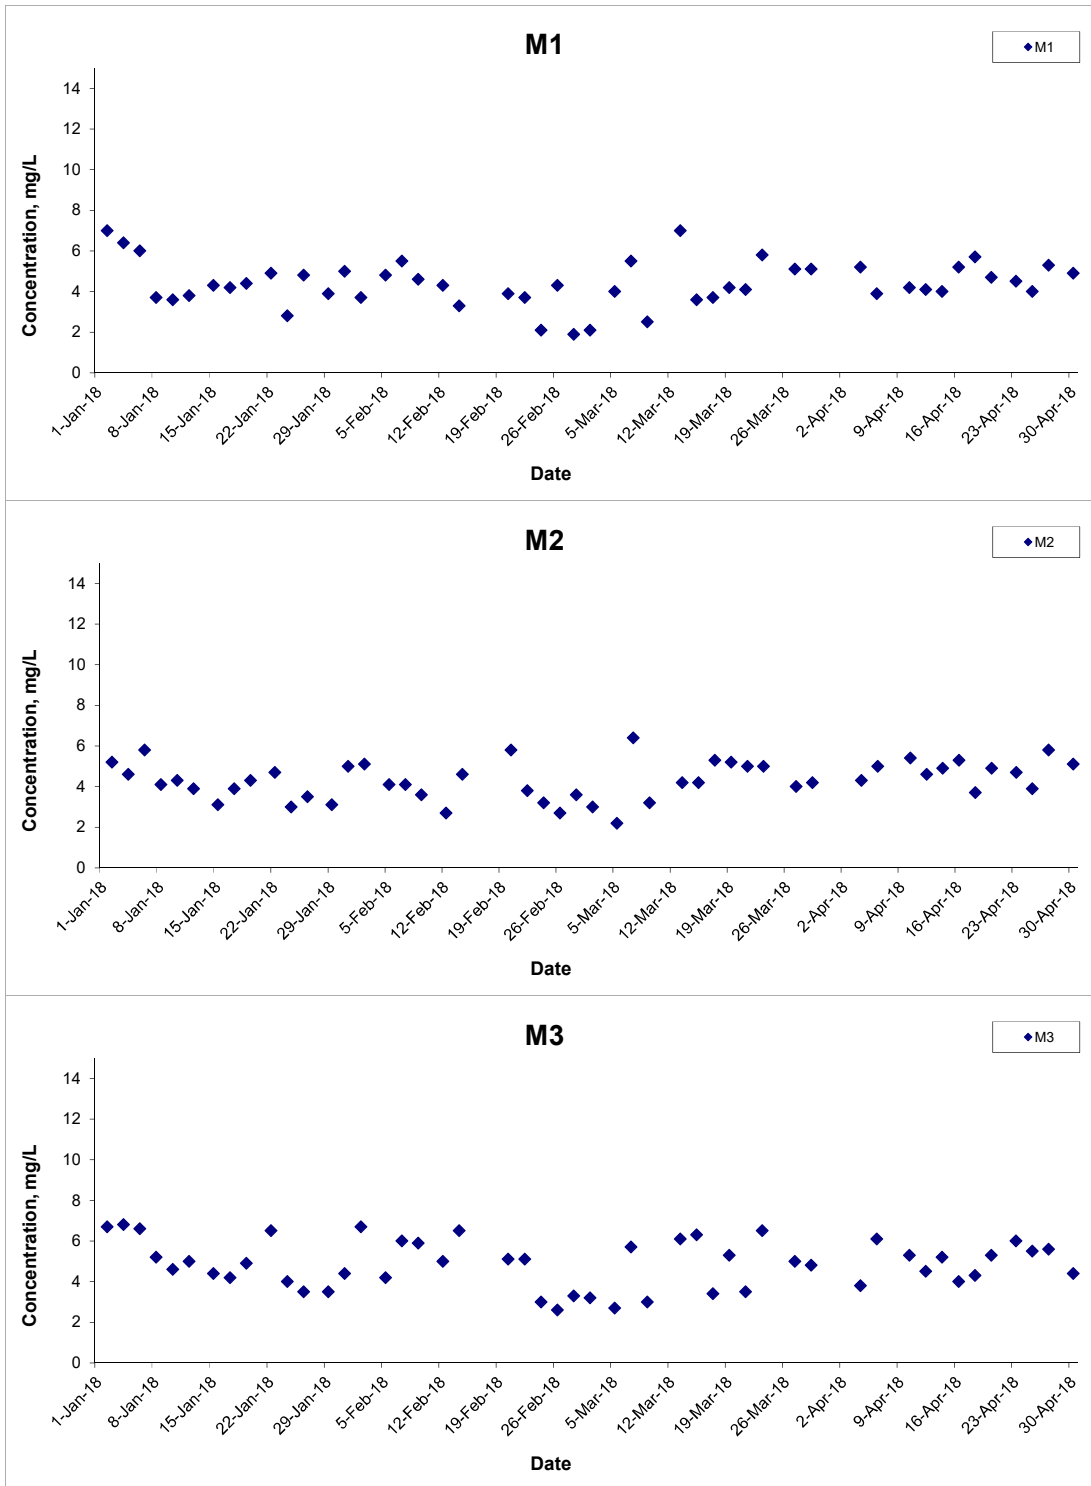 M1
M1
14
12
10
8
6
4
2
0
Concentration, mg/L
1-Jan-18 8-Jan-18 15-Jan-18 22-Jan-18 29-Jan-18 5-Feb-18 12-Feb-18 19-Feb-18 26-Feb-18 5-Mar-18 12-Mar-18 19-Mar-18 26-Mar-18 2-Apr-18 9-Apr-18 16-Apr-18 23-Apr-18 30-Apr-18
Date
M2
M2
14
12
10
8
6
4
2
0
Concentration, mg/L
1-Jan-18 8-Jan-18 15-Jan-18 22-Jan-18 29-Jan-18 5-Feb-18 12-Feb-18 19-Feb-18 26-Feb-18 5-Mar-18 12-Mar-18 19-Mar-18 26-Mar-18 2-Apr-18 9-Apr-18 16-Apr-18 23-Apr-18 30-Apr-18
Date
M3
M3
14
12
10
8
6
4
2
0
Concentration, mg/L
1-Jan-18 8-Jan-18 15-Jan-18 22-Jan-18 29-Jan-18 5-Feb-18 12-Feb-18 19-Feb-18 26-Feb-18 5-Mar-18 12-Mar-18 19-Mar-18 26-Mar-18 2-Apr-18 9-Apr-18 16-Apr-18 23-Apr-18 30-Apr-18
Date